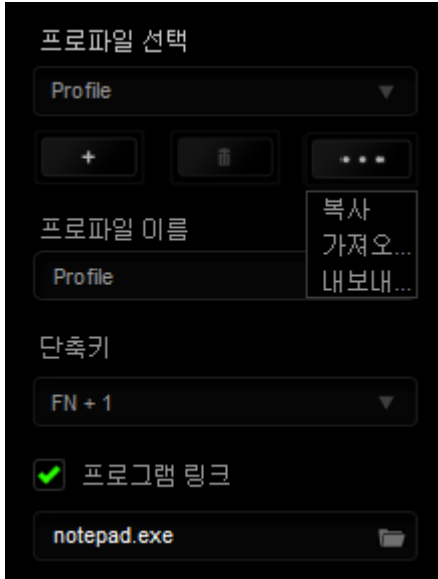 프로파일 선택
Profile
+
복사
가져오...
내보내...
프로파일 이름
Profile
단축키
FN + 1
프로그램 링크
notepad.exe